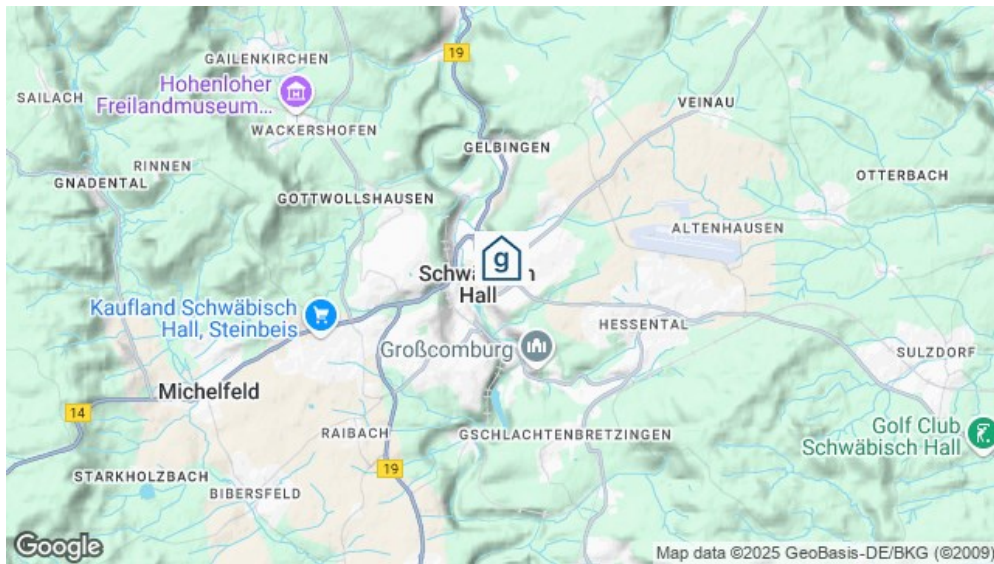 19
GAILENKIRCHEN
Hohenloher
Freilandmuseum...
SAILACH
VEINAU
WACKERSHOFEN
GELBINGEN
RINNEN
GNADENTAL
OTTERBACH
GOTTWOLLSHAUSEN
ALTENHAUSEN
g
Hall
Kaufland Schwäbisch
Hall, Steinbeis
HESSENTAL
Großcomburg
SULZDORF
Michelfeld
14
Golf Club
Schwäbisch Hall
RAIBACH
GSCHLACHTENBRETZINGEN
19
STARKHOLZBACH
BIBERSFELD
Google
Map data ©2025 GeoBasis-DE/BKG (©2009)